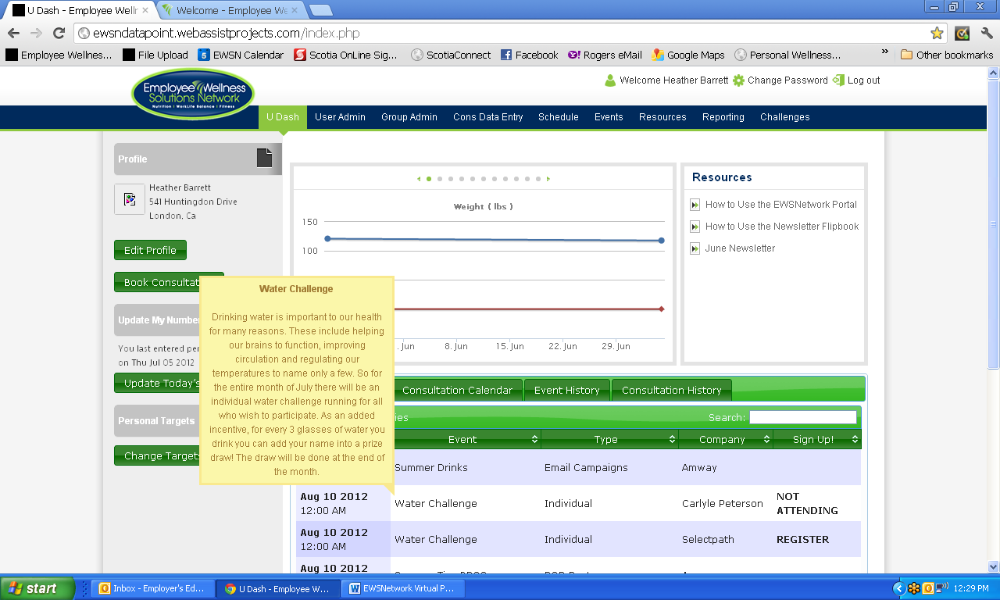 U Dash - Employee Welln
Welcome - Employee We
ewsndatapoint.webassistprojects.com/index.php
Employee Wellnes...
File Upload
EWSN Calendar
Scotia OnLine Sig...
ScotiaConnect
Facebook
Rogers eMail
Google Maps
Personal Wellness...
»
Other bookmarks
Employee Wellness
Solutions Network
Nutrition | WorkLife Balance | Fitness
Welcome Heather Barrett
Change Password
Log out
U Dash
User Admin
Group Admin
Cons Data Entry
Schedule
Events
Resources
Reporting
Challenges
Profile
Heather Barrett
541 Huntingdon Drive
London, Ca
Edit Profile
Book Consultat
Update My Number
You last entered per
on Thu Jul 05 2012
Update Today's
Personal Targets
Change Targets
Water Challenge
Drinking water is important to our health
for many reasons. These include helping
our brains to function, improving
circulation and regulating our
temperatures to name only a few. So for
the entire month of July there will be an
individual water challenge running for all
who wish to participate. As an added
incentive, for every 3 glasses of water you
drink you can add your name into a prize
draw! The draw will be done at the end of
the month.
Weight ( lbs )
150
100
. Jun
8. Jun
15. Jun
22. Jun
29. Jun
Resources
How to Use the EWSNetwork Portal
How to Use the Newsletter Flipbook
June Newsletter
Consultation Calendar
Event History
Consultation History
ies
Search:
Event
Type
Company
Sign Up!
Summer Drinks
Email Campaigns
Amway
Aug 10 2012
12:00 AM
Water Challenge
Individual
Carlyle Peterson
NOT
ATTENDING
Aug 10 2012
12:00 AM
Water Challenge
Individual
Selectpath
REGISTER
Aug 10 2012
start
Inbox - Employer's Ed...
U Dash - Employee W...
EWSNetwork Virtual P...
12:29 PM